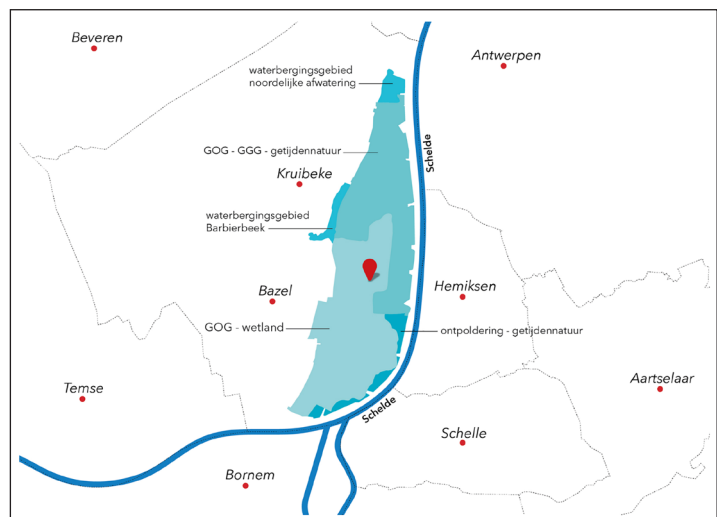 Beveren
Antwerpen
waterbergingsgebied
noordelijke afwatering
Schelde
GOG - GGG - getijdennatuur
Kruibeke
waterbergingsgebied
Barbierbeek
Bazel
Hemiksen
GOG - wetland
ontpoldering - getijdennatuur
Aartselaar
Temse
Schelde
Schelle
Bornem